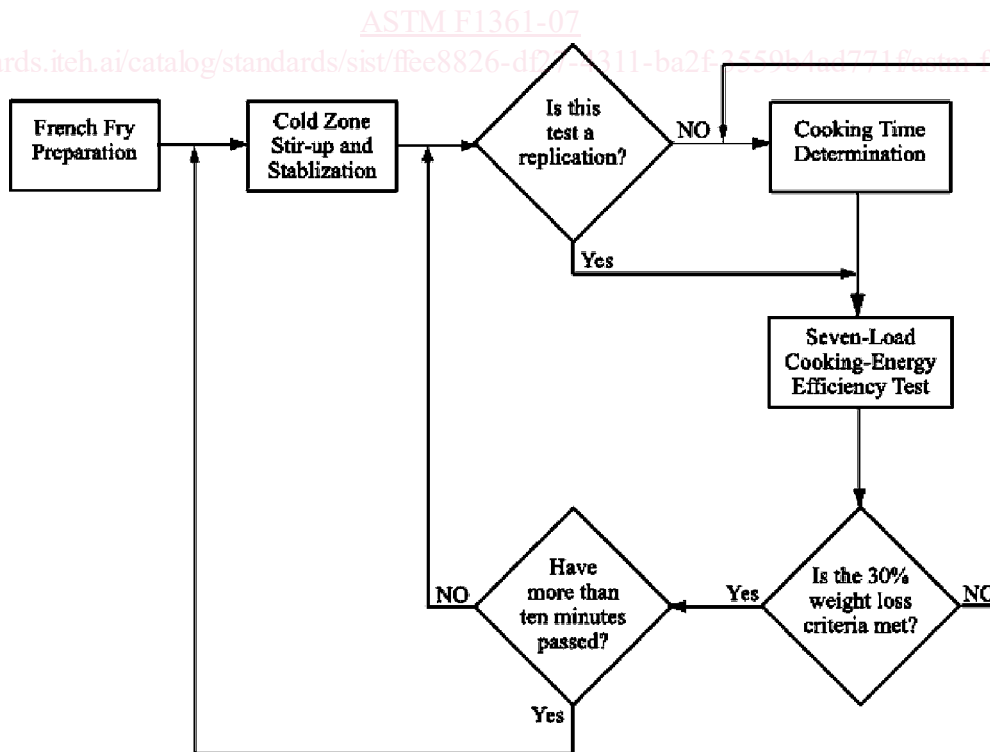 ASTM F1361-07
French Fry
Preparation
Cold Zone
Stir-up and
Stablization
Is this
test a
replication?
NO
Cooking Time
Determination
Yes
Seven-Load
Cooking-Energy
Efficiency Test
Is the 30%
weight loss
criteria met?
NO
Yes
Have
more than
ten minutes
passed?
NO
Yes